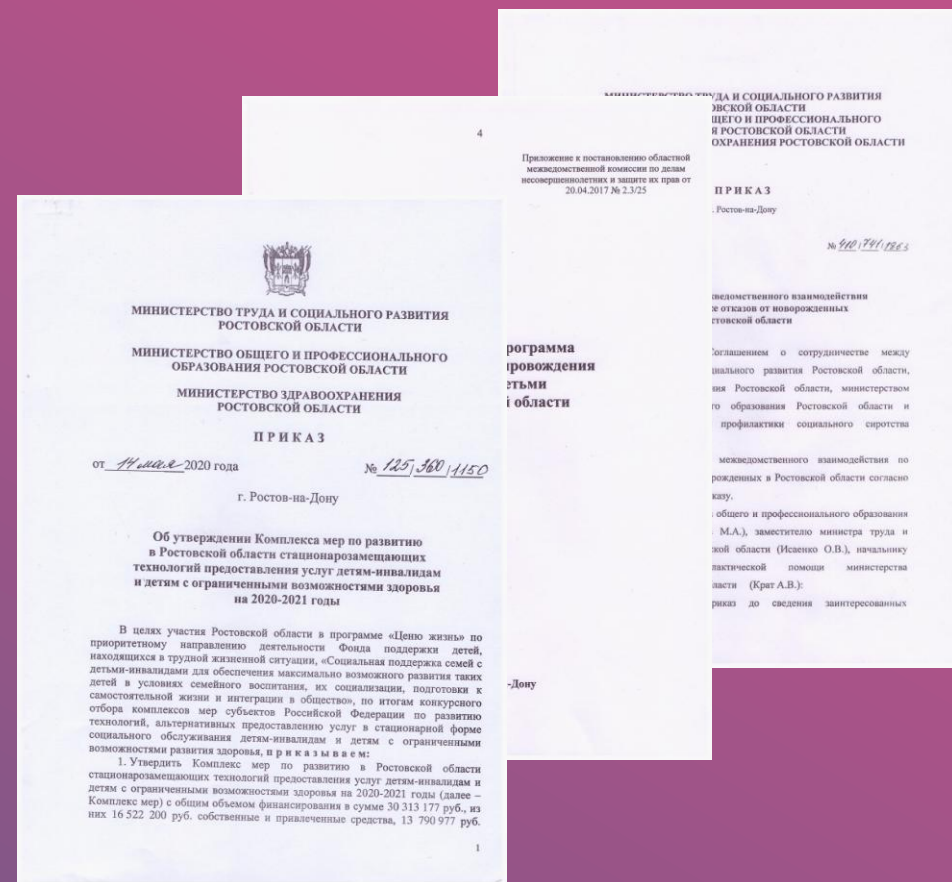 МИНИСТЕРСТВО ТРУДА И СОЦИАЛЬНОГО РАЗВИТИЯ
РОСТОВСКОЙ ОБЛАСТИ
МИНИСТЕРСТВО ОБЩЕГО И ПРОФЕССИОНАЛЬНОГО
ОБРАЗОВАНИЯ РОСТОВСКОЙ ОБЛАСТИ
МИНИСТЕРСТВО ЗДРАВООХРАНЕНИЯ
РОСТОВСКОЙ ОБЛАСТИ
П Р И К А З
от 14 мая 2020 года № 125/360/1150
г. Ростов-на-Дону
Об утверждении Комплекса мер по развитию
в Ростовской области стационарозамещающих
технологий предоставления услуг детям-инвалидам
и детям с ограниченными возможностями здоровья
на 2020-2021 годы
В целях участия Ростовской области в программе «Ценю жизнь» по
приоритетному направлению деятельности Фонда поддержки детей,
находящихся в трудной жизненной ситуации, «Социальная поддержка семей с
детьми-инвалидами для обеспечения максимально возможного развития таких
детей в условиях семейного воспитания, их социализации, подготовки к
самостоятельной жизни и интеграции в общество», по итогам конкурсного
отбора комплексов мер субъектов Российской Федерации по развитию
технологий, альтернативных предоставлению услуг в стационарной форме
социального обслуживания детям-инвалидам и детям с ограниченными
возможностями развития здоровья, п р и к а з ы в а е м:
1. Утвердить Комплекс мер по развитию в Ростовской области
стационарозамещающих технологий предоставления услуг детям-инвалидам и
детям с ограниченными возможностями здоровья на 2020-2021 годы (далее –
Комплекс мер) с общим объемом финансирования в сумме 30 313 177 руб., из
них 16 522 200 руб. собственные и привлеченные средства, 13 790 977 руб.
1
4
Приложение к постановлению областной
межведомственной комиссии по делам
несовершеннолетних и защите их прав от
20.04.2017 № 2.3/25
рограмма
провождения
етьми
й области
-Дону
ТРУДА И СОЦИАЛЬНОГО РАЗВИТИЯ
ОВСКОЙ ОБЛАСТИ
ЩЕГО И ПРОФЕССИОНАЛЬНОГО
Я РОСТОВСКОЙ ОБЛАСТИ
ООХРАНЕНИЯ РОСТОВСКОЙ ОБЛАСТИ
П Р И К А З
. Ростов-на-Дону
№ 410/741/1263
жведомственного взаимодействия
е отказов от новорожденных
стовской области
Соглашением о сотрудничестве между
циального развития Ростовской области,
ния Ростовской области, министерством
го образования Ростовской области и
профилактики социального сиротства
межведомственного взаимодействия по
рожденных в Ростовской области согласно
казу.
общего и профессионального образования
М.А.), заместителю министра труда и
ской области (Исаенко О.В.), начальнику
лактической помощи министерства
ласти (Крат А.В.):
риказ до сведения заинтересованных